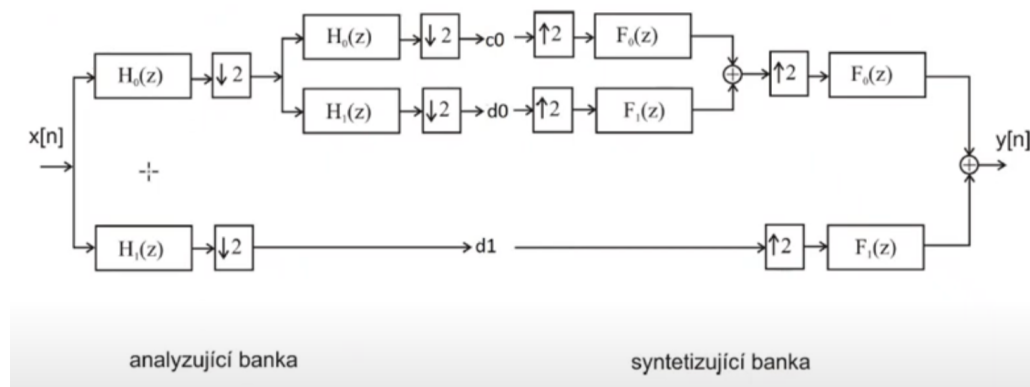 H₀(z) ↓2 →c0 → ↑2 F₀(z)
H₀(z) ↓2 ↑2 F₀(z)
H₁(z) ↓2 →d0 → ↑2 F₁(z)
x[n] y[n]
H₁(z) ↓2 →d1 ↑2 F₁(z)
analyzující banka syntetizující banka